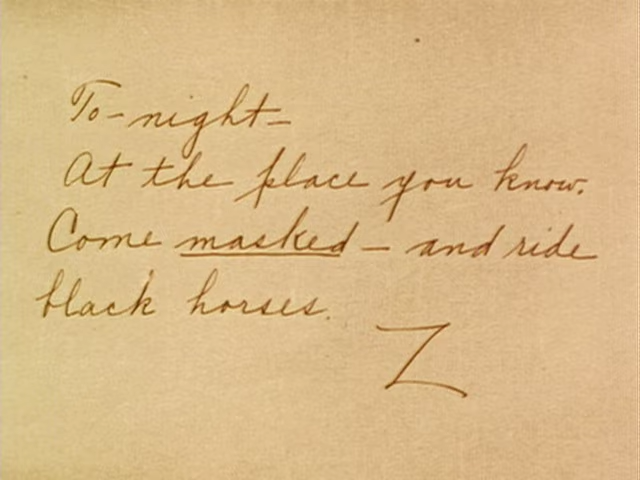 To-night—
At the place you know.
Come masked — and ride
black horses.
Z